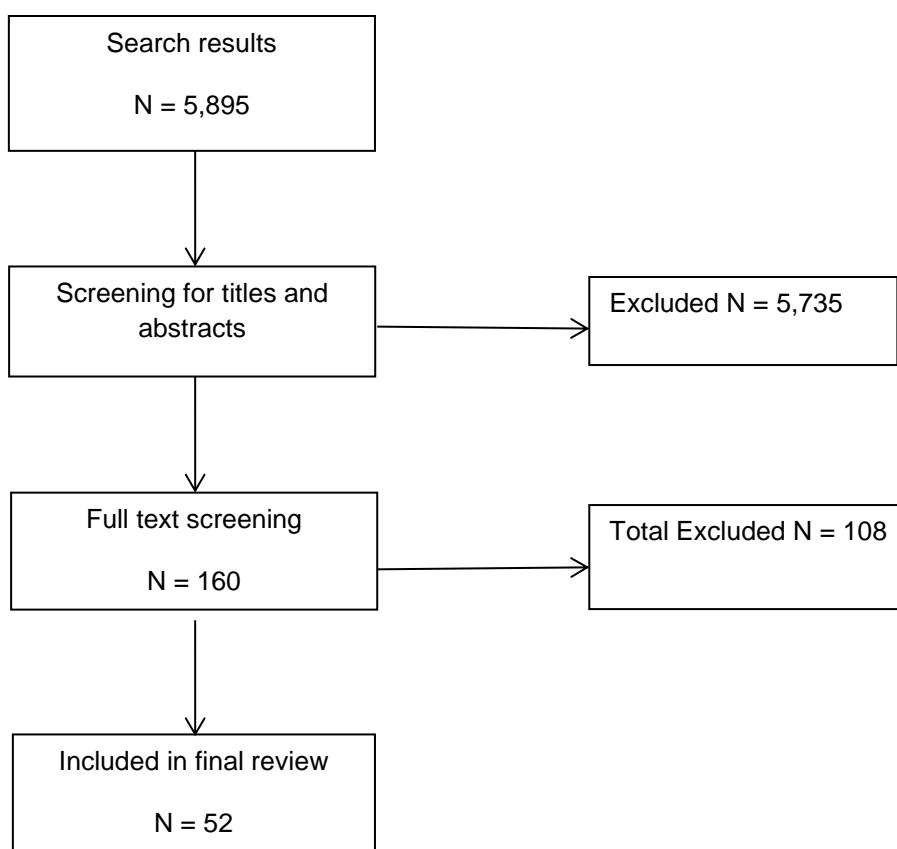 Search results
N = 5,895
Screening for titles and
abstracts
Excluded N = 5,735
Full text screening
N = 160
Total Excluded N = 108
Included in final review
N = 52